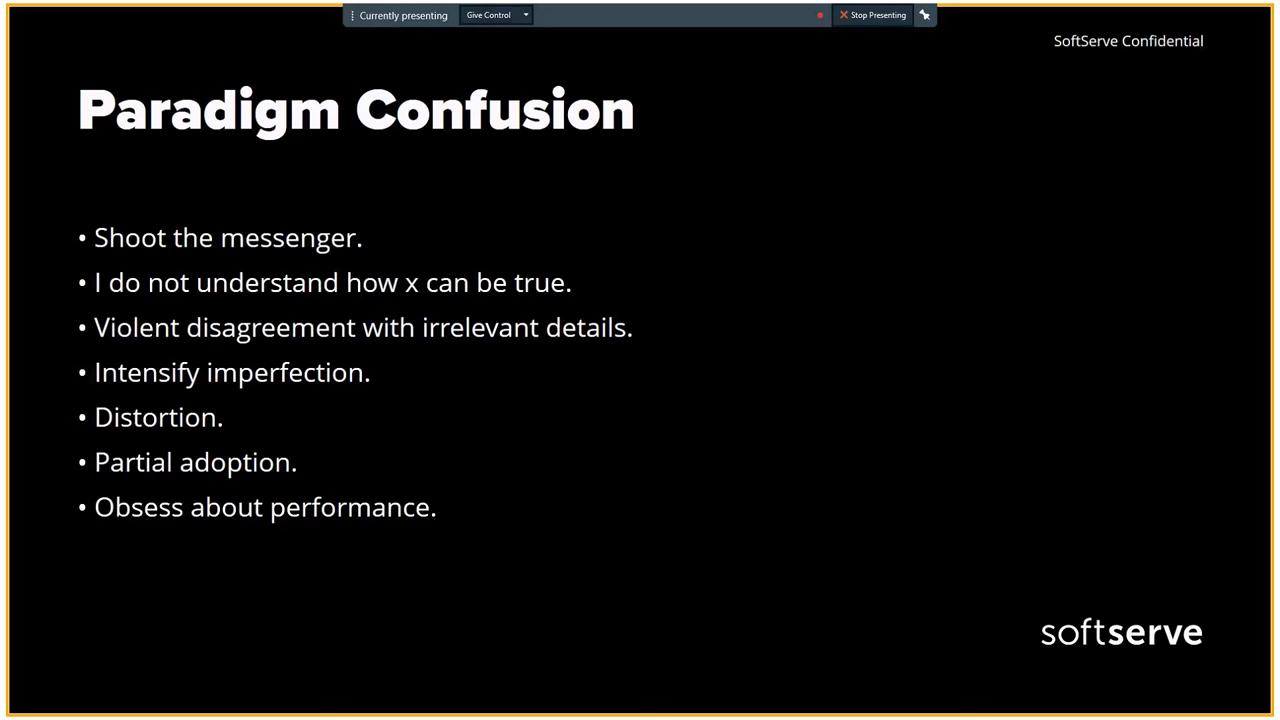 Currently presenting Give Control Stop Presenting
SoftServe Confidential
Paradigm Confusion
• Shoot the messenger.
• I do not understand how x can be true.
• Violent disagreement with irrelevant details.
• Intensify imperfection.
• Distortion.
• Partial adoption.
• Obsess about performance.
softserve